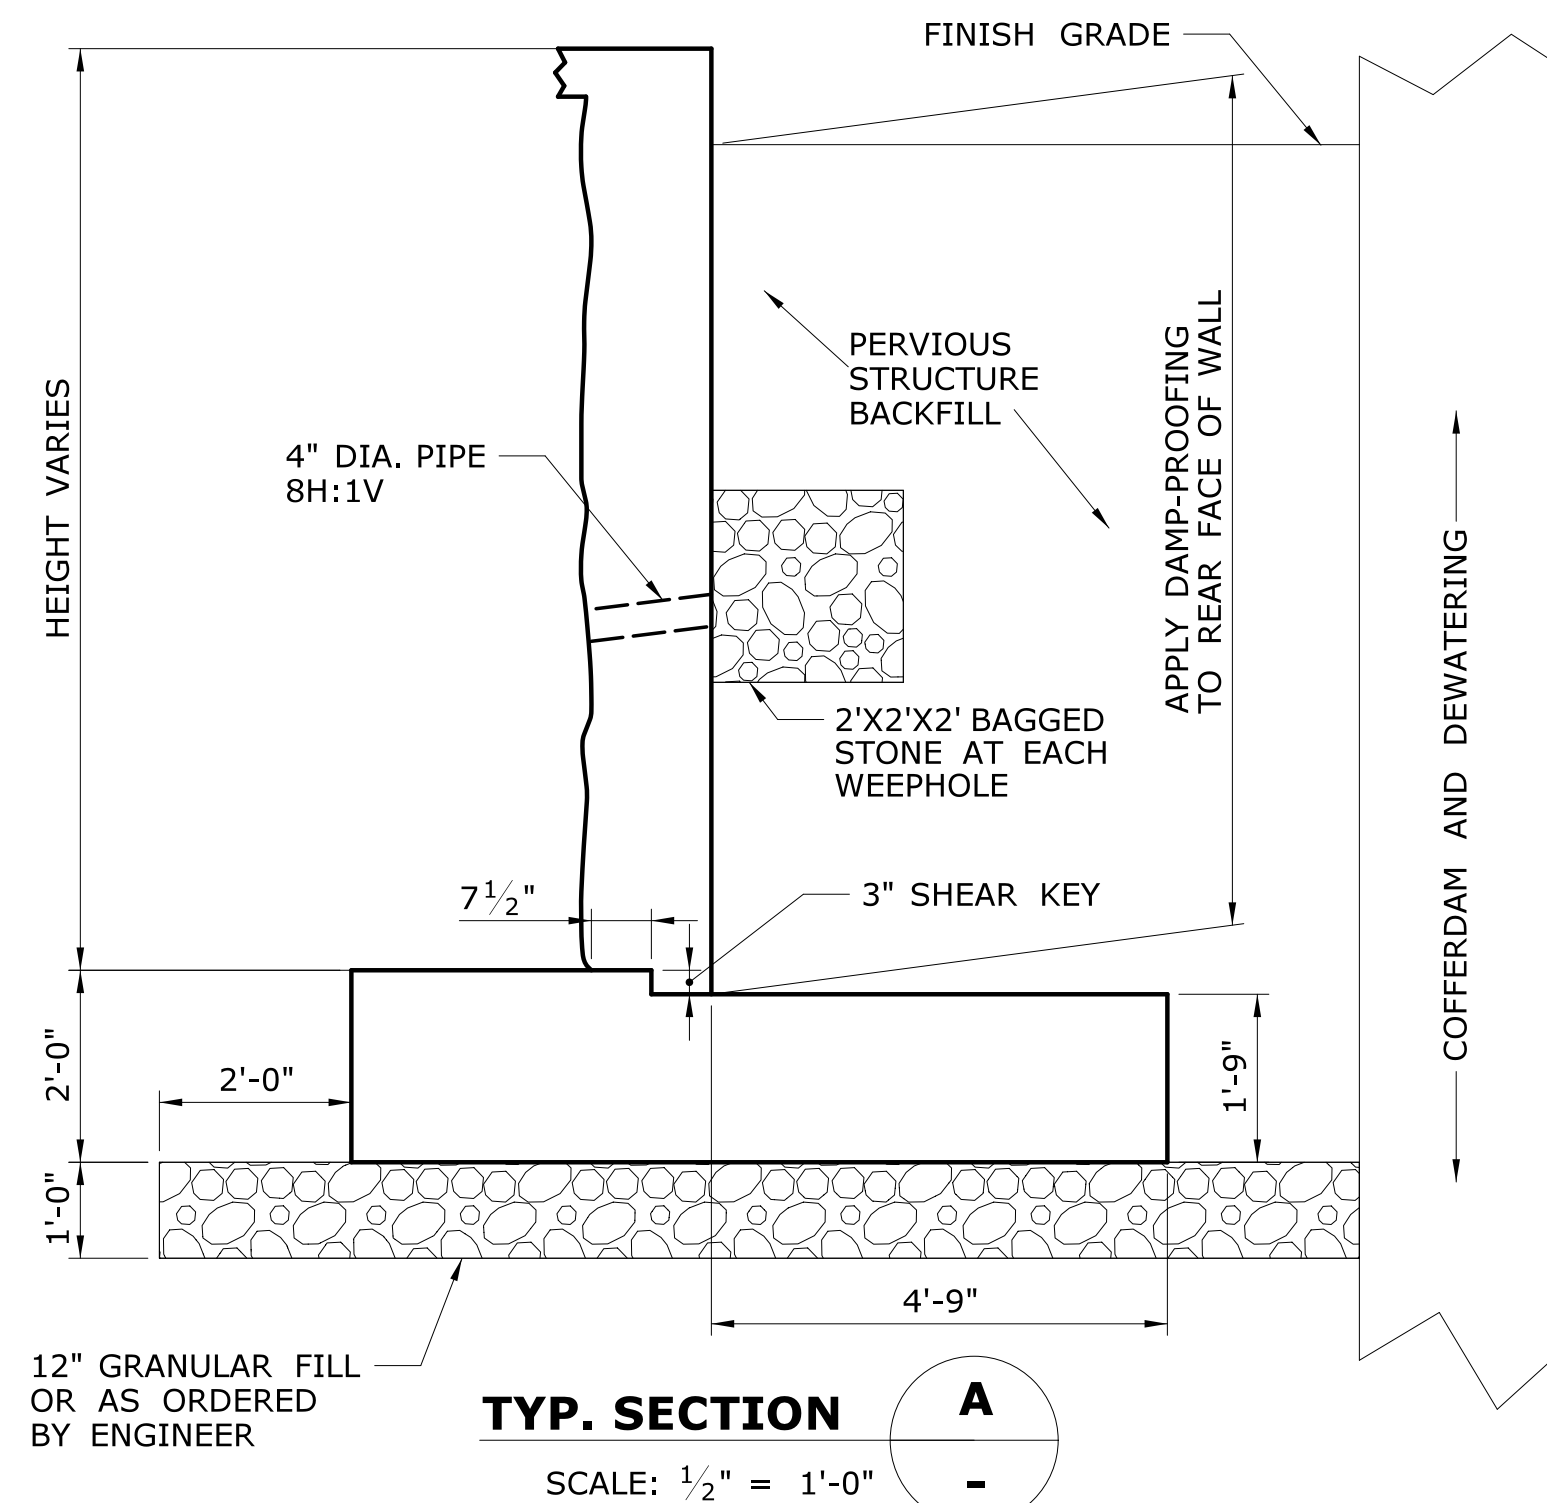 FINISH GRADE
HEIGHT VARIES
PERVIOUS
STRUCTURE
BACKFILL
4" DIA. PIPE
8H:1V
APPLY DAMP-PROOFING
TO REAR FACE OF WALL
COFFERDAM AND DEWATERING
2'X2'X2' BAGGED
STONE AT EACH
WEEPHOLE
7 1/2"
3" SHEAR KEY
2'-0"
2'-0"
1'-9"
1'-0"
4'-9"
12" GRANULAR FILL
OR AS ORDERED
BY ENGINEER
TYP. SECTION
A
-
SCALE: 1/2" = 1'-0"